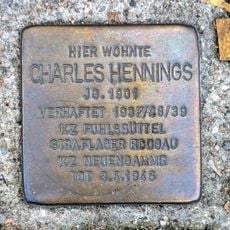 HIER WOHNTE
CHARLES HENNINGS
JG. 1901
VERHAFTET 1937/38/39
KZ FUHLSBÜTTEL
STRAFLAGER RODGAU
KZ NEUENGAMME
TOT 3.5.1945